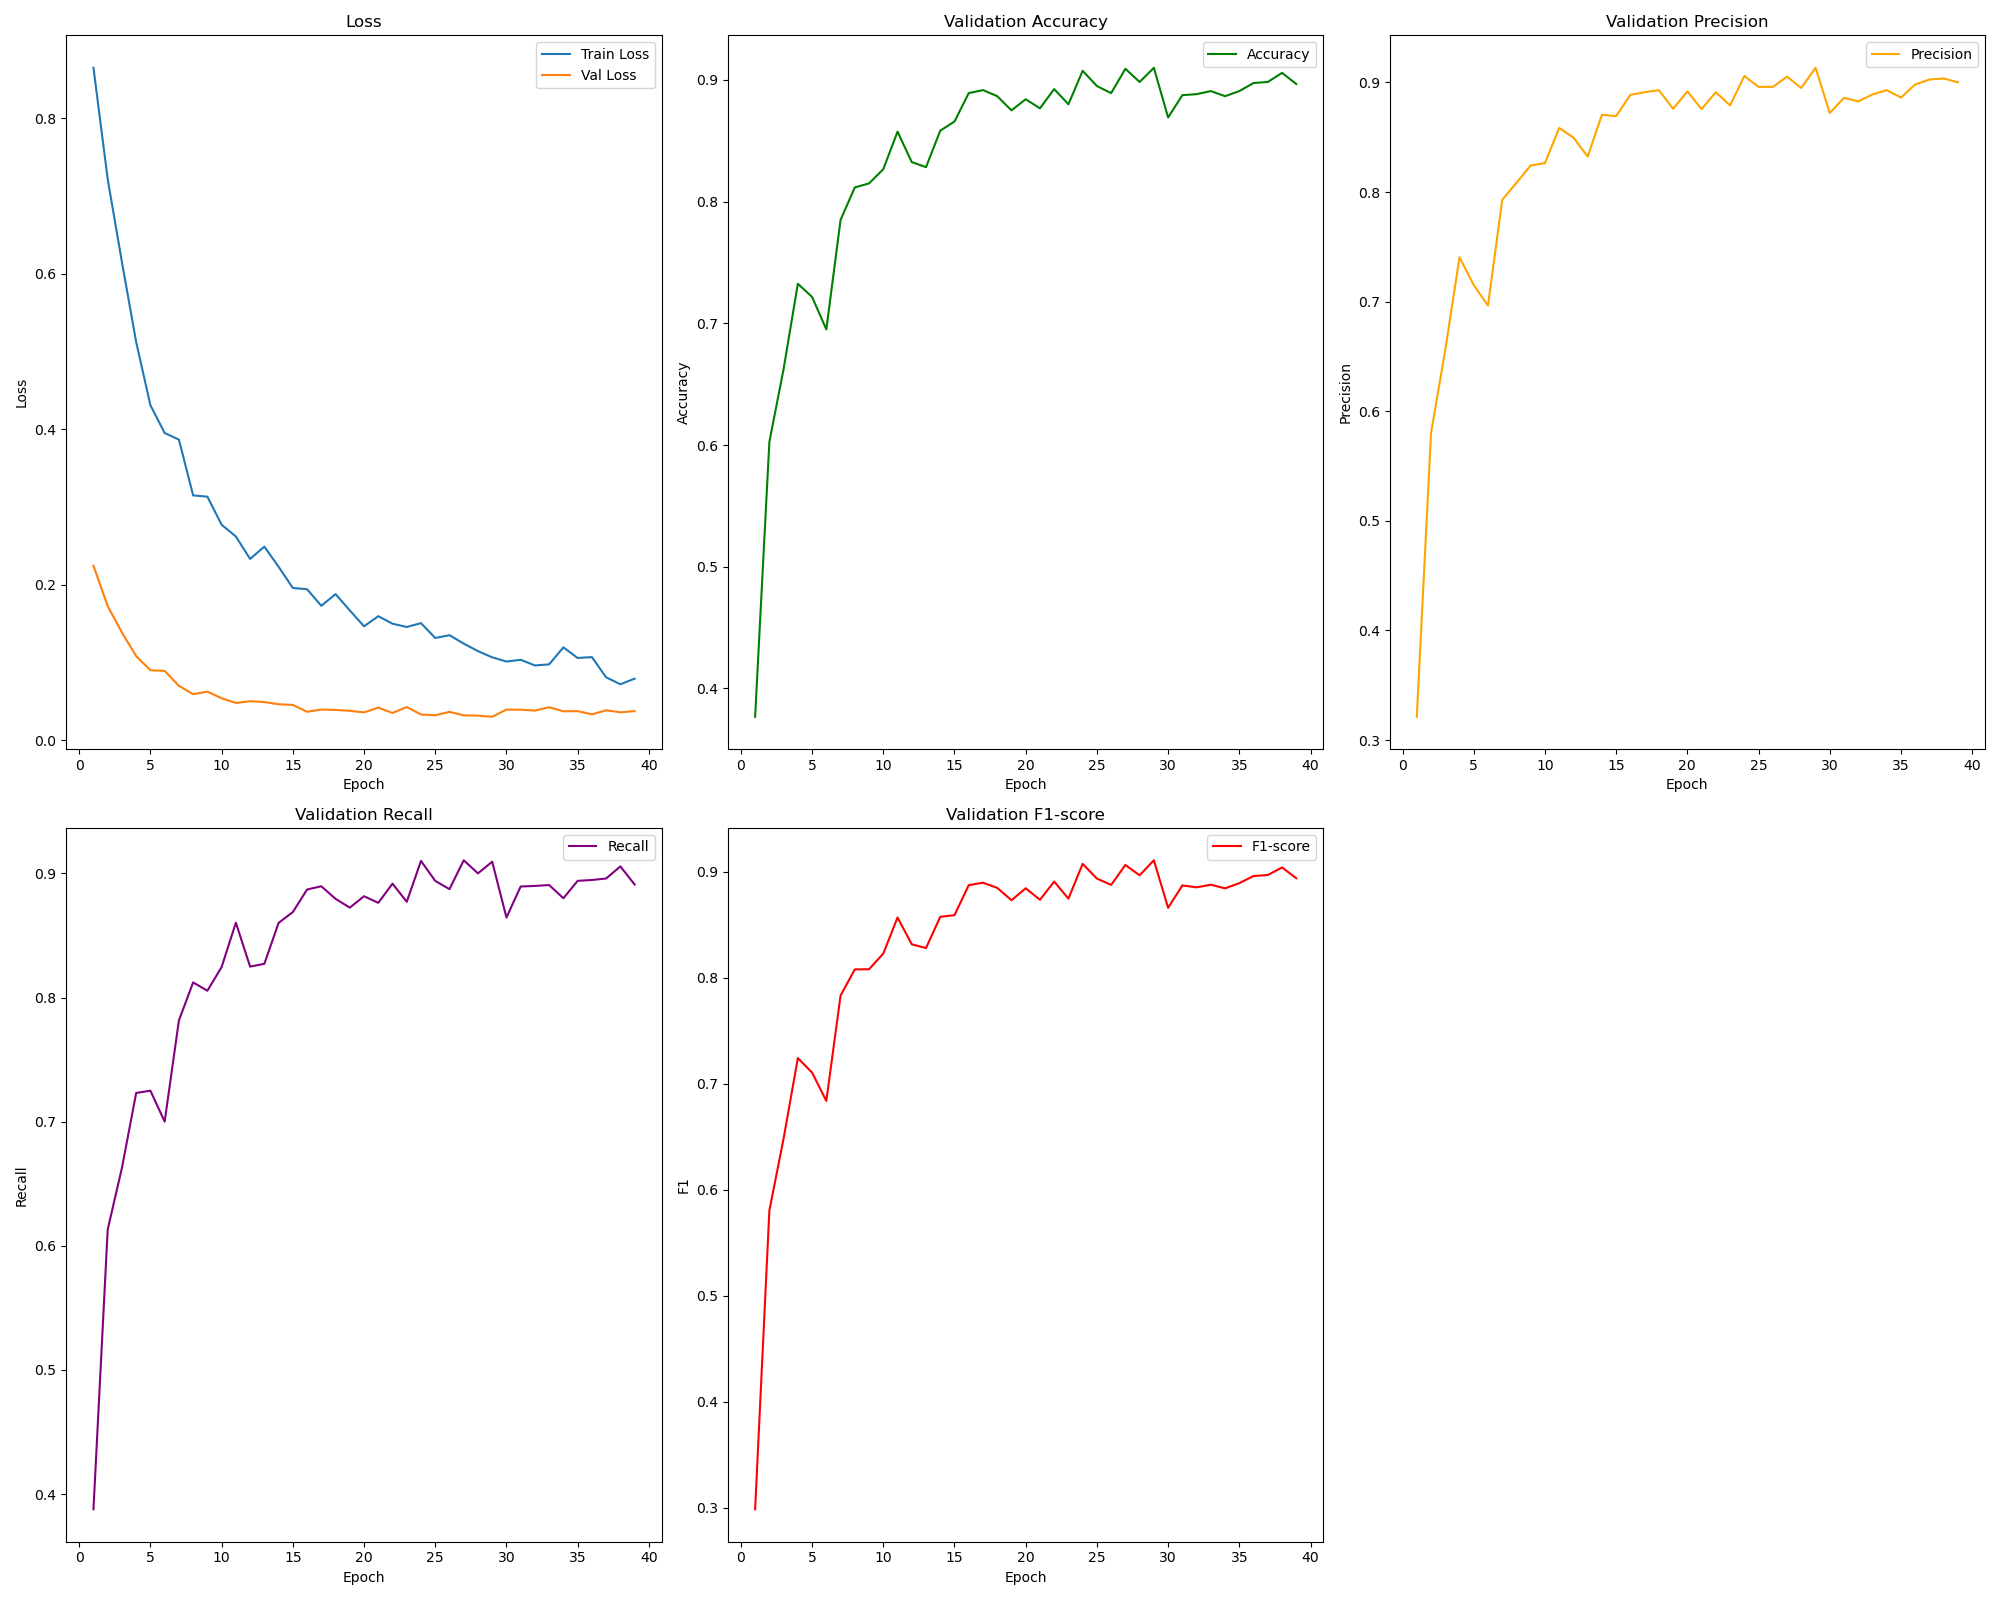 Loss
Train Loss
Val Loss
Loss
0.8
0.6
0.4
0.2
0.0
0 5 10 15 20 25 30 35 40
Epoch
Validation Accuracy
Accuracy
Accuracy
0.9
0.8
0.7
0.6
0.5
0.4
0 5 10 15 20 25 30 35 40
Epoch
Validation Precision
Precision
Precision
0.9
0.8
0.7
0.6
0.5
0.4
0.3
0 5 10 15 20 25 30 35 40
Epoch
Validation Recall
Recall
Recall
0.9
0.8
0.7
0.6
0.5
0.4
0 5 10 15 20 25 30 35 40
Epoch
Validation F1-score
F1-score
F1
0.9
0.8
0.7
0.6
0.5
0.4
0.3
0 5 10 15 20 25 30 35 40
Epoch